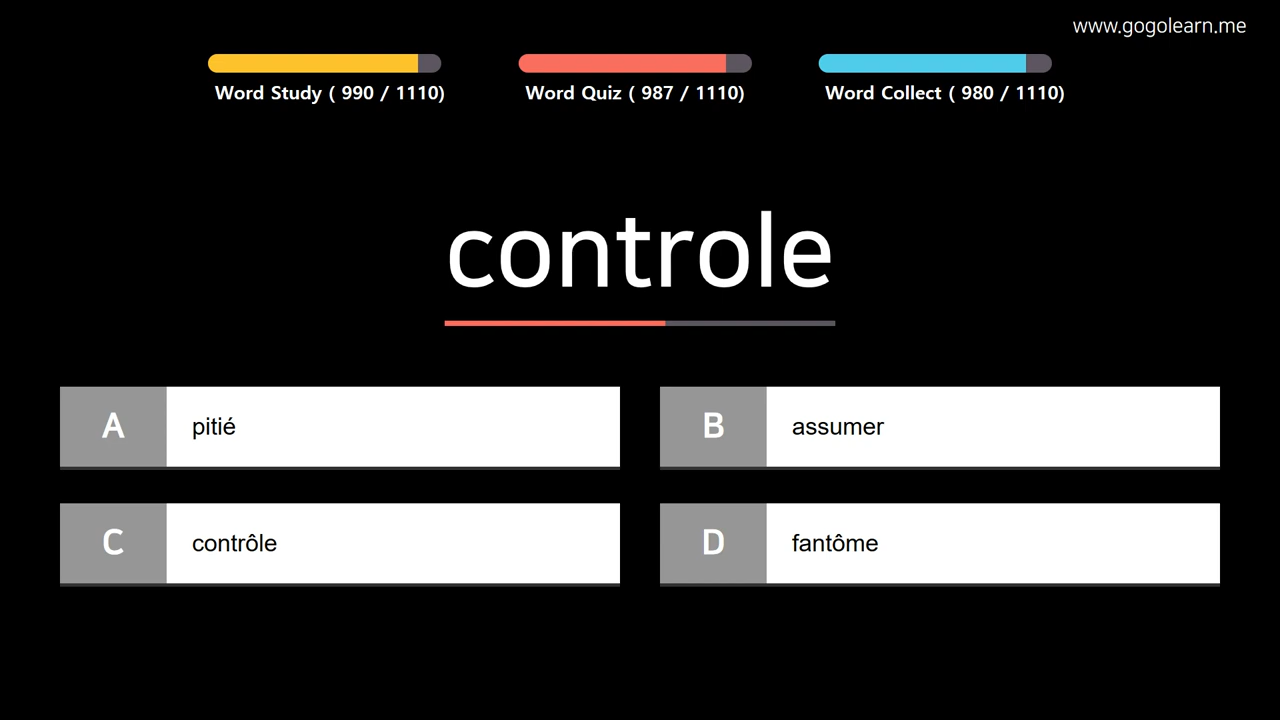 www.gogolearn.me
Word Study ( 990 / 1110)
Word Quiz ( 987 / 1110)
Word Collect ( 980 / 1110)
controle
A pitié
B assumer
C contrôle
D fantôme